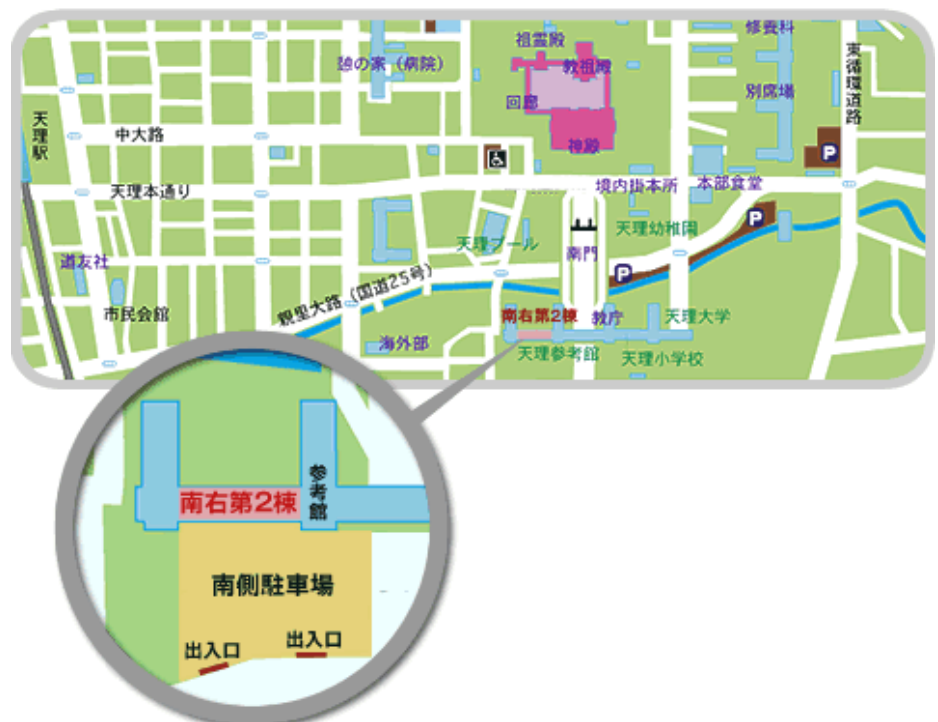 修養科
祖霊殿
東循環道路
憩の家（病院）
教祖殿
別席場
回廊
天理駅
中大路
神殿
P
天理本通り
境内掛本所
本部食堂
P
天理プール
天理幼稚園
南門
道友社
親里大路（国道25号）
P
市民会館
南右第2棟
教庁
天理大学
海外部
天理参考館
天理小学校
参考館
南右第2棟
南側駐車場
出入口
出入口